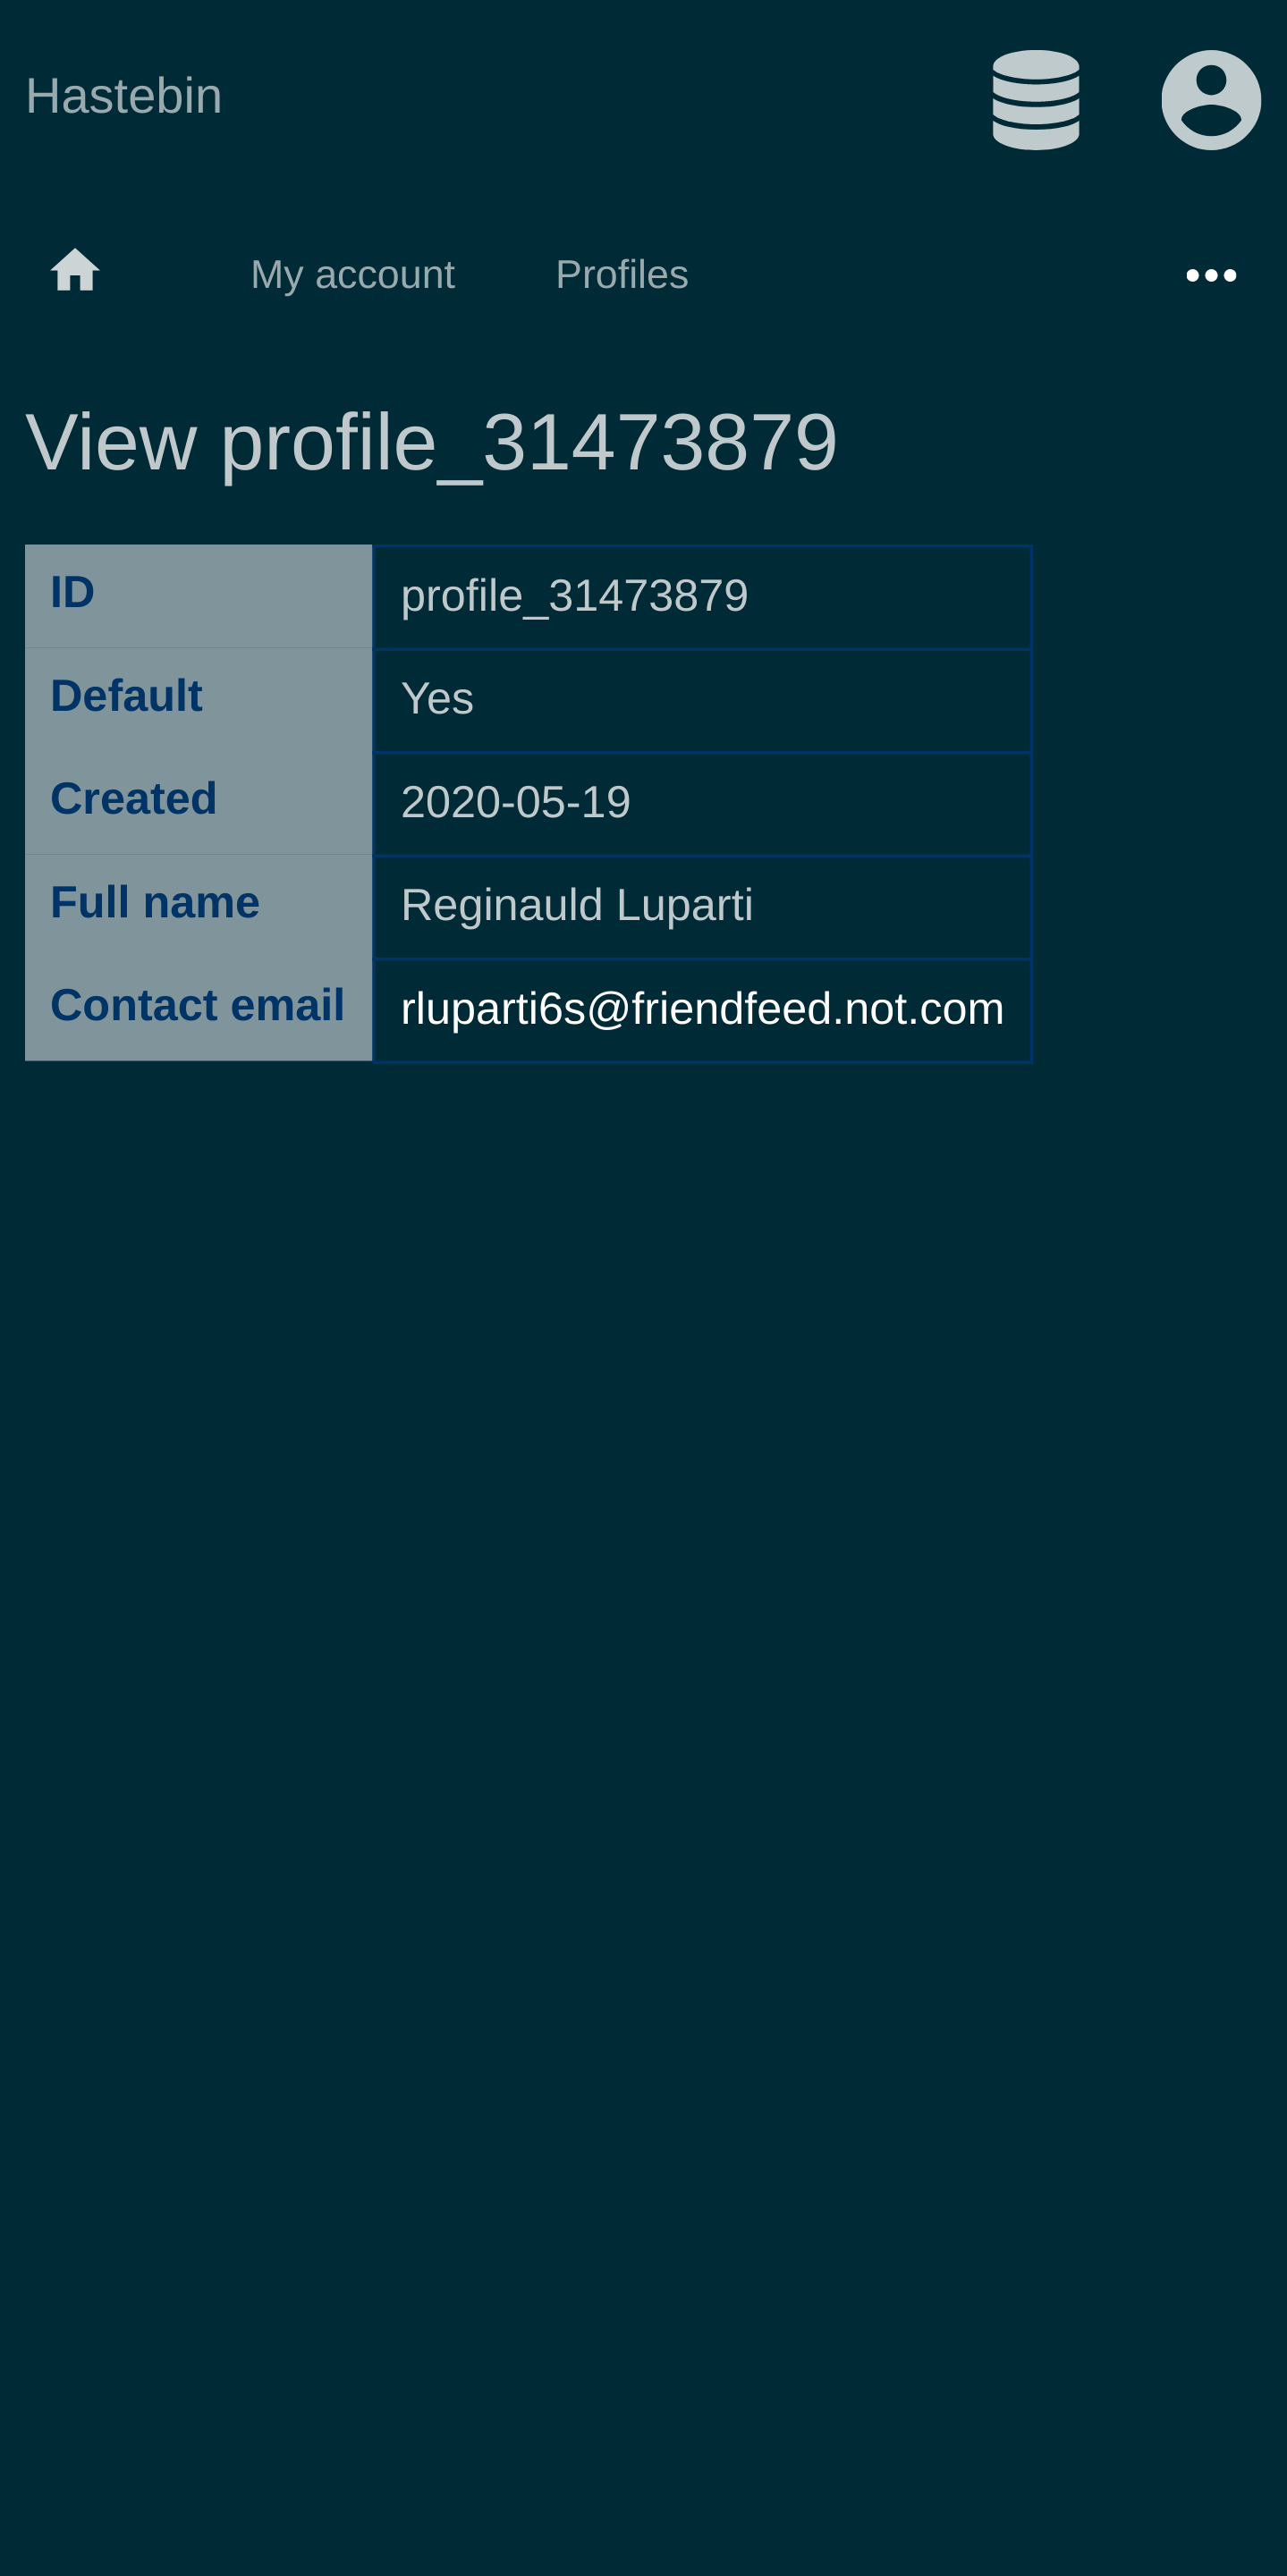 Hastebin
My account Profiles
View profile_31473879
ID profile_31473879
Default Yes
Created 2020-05-19
Full name Reginauld Luparti
Contact email rluparti6s@friendfeed.not.com